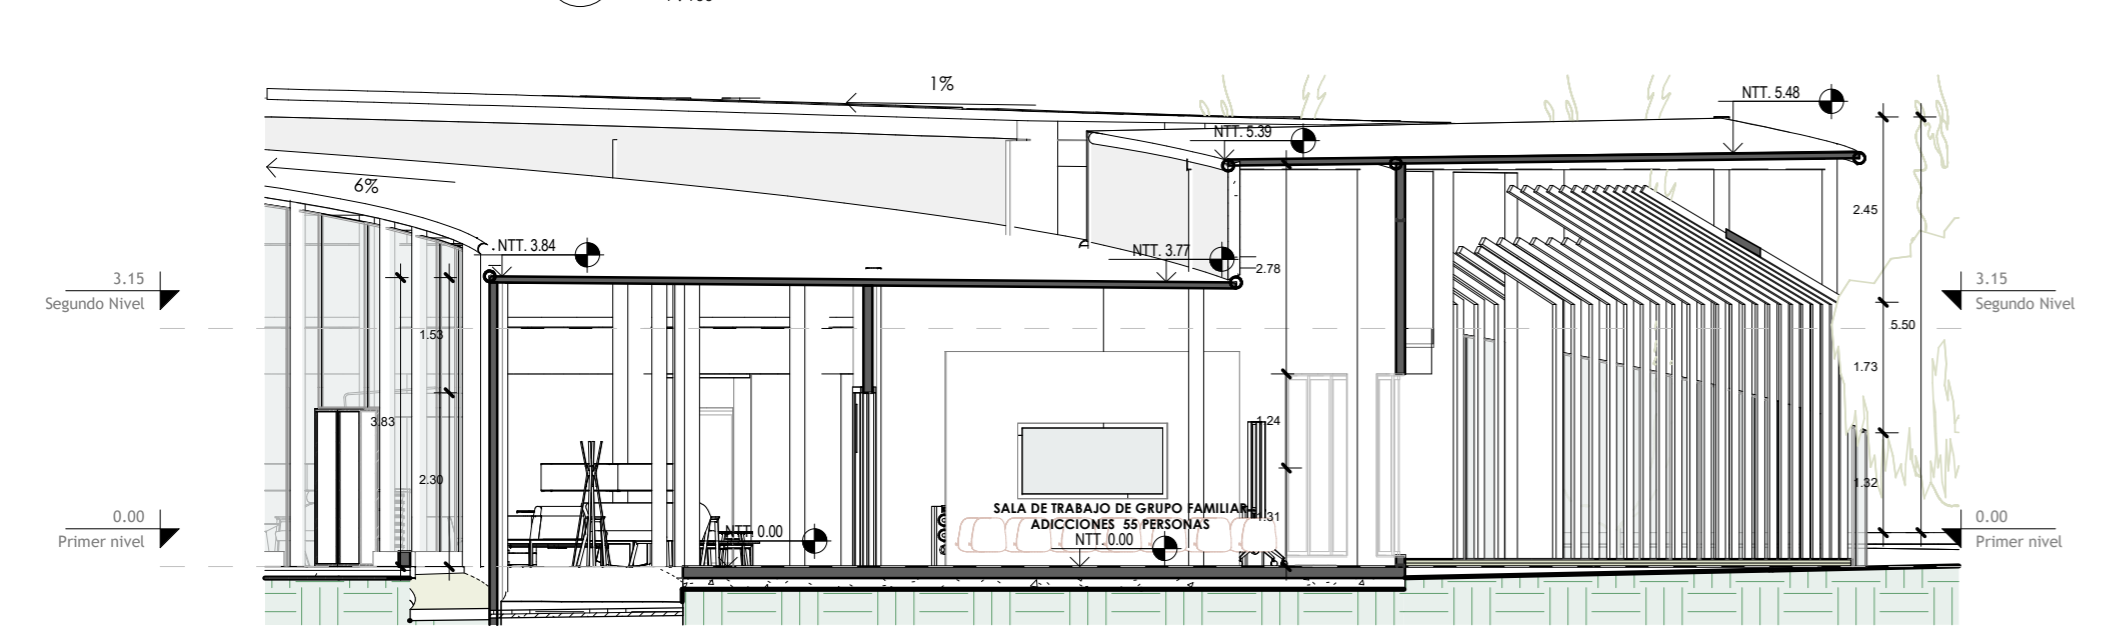 1%
NTT. 5.48
NTT. 5.39
6%
2.45
NTT. 3.84
NTT. 3.77
2.78
3.15
Segundo Nivel
3.15
Segundo Nivel
5.50
1.53
1.73
3.83
1.24
2.30
1.32
SALA DE TRABAJO DE GRUPO FAMILIAR
ADICCIONES 55 PERSONAS
1.31
NTT. 0.00
NTT. 0.00
0.00
Primer nivel
0.00
Primer nivel